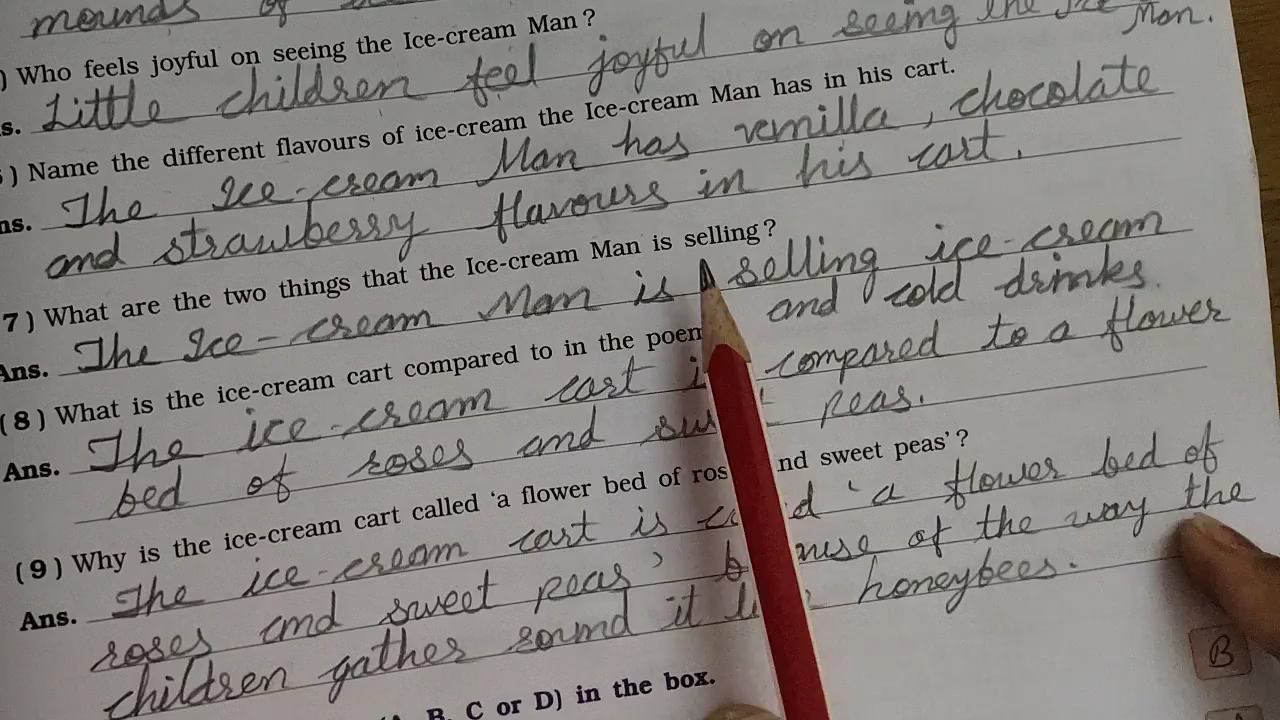 mounds of
) Who feels joyful on seeing the Ice-cream Man?
s. Little children feel joyful on seeing the Ice Man.
) Name the different flavours of ice-cream the Ice-cream Man has in his cart.
ns. The Ice-cream Man has vernilla, chocolate
and strawberry flavours in his cart.
7) What are the two things that the Ice-cream Man is selling?
Ans. The Ice-cream Man is selling ice-cream
and cold drinks.
(8) What is the ice-cream cart compared to in the poem
Ans. The ice-cream cart compared to a flower
bed of roses and peas.
(9) Why is the ice-cream cart called 'a flower bed of nd sweet peas'?
Ans. The ice-cream cart is 'a flower bed of
roses and sweet peas' of the way the
children gather round it honeybees.
B, C or D) in the box.
B